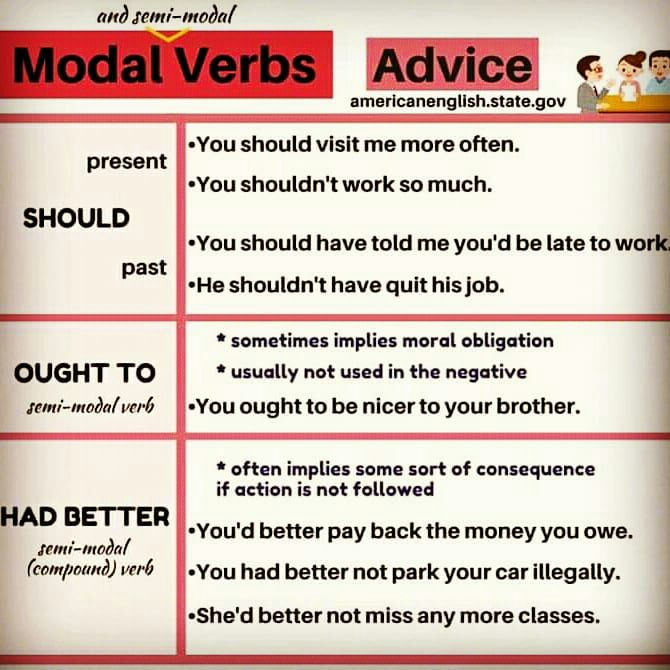 and semi-modal
Modal Verbs
Advice
americanenglish.state.gov
present
•You should visit me more often.
•You shouldn't work so much.
SHOULD
past
•You should have told me you'd be late to work.
•He shouldn't have quit his job.
OUGHT TO
semi-modal verb
* sometimes implies moral obligation
* usually not used in the negative
•You ought to be nicer to your brother.
HAD BETTER
semi-modal
(compound) verb
* often implies some sort of consequence
if action is not followed
•You'd better pay back the money you owe.
•You had better not park your car illegally.
•She'd better not miss any more classes.